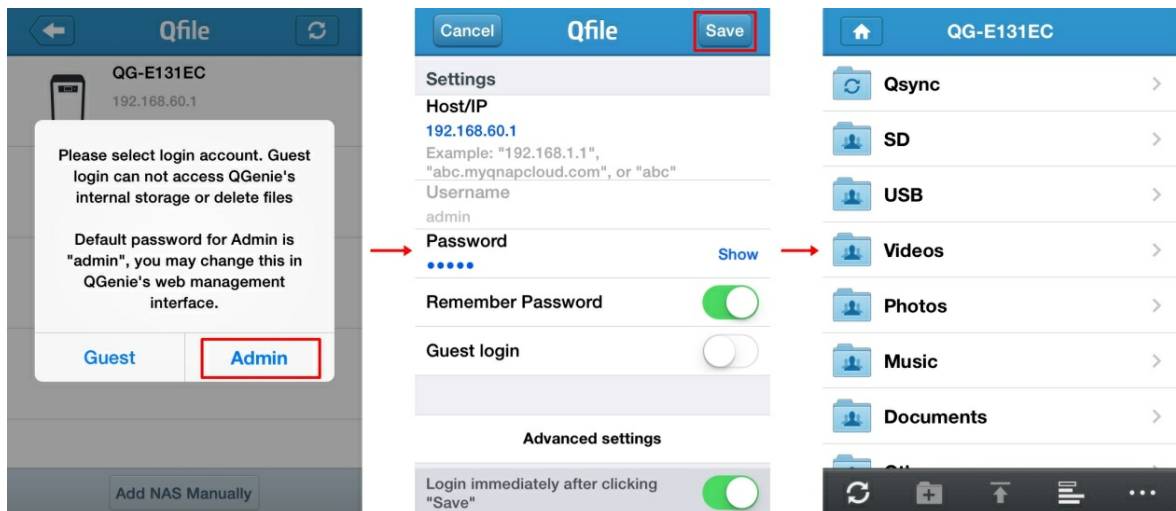 Qfile
QG-E131EC
192.168.60.1
Please select login account. Guest
login can not access QGenie's
internal storage or delete files
Default password for Admin is
"admin", you may change this in
QGenie's web management
interface.
Guest
Admin
Add NAS Manually
Cancel
Qfile
Save
Settings
Host/IP
192.168.60.1
Example: "192.168.1.1",
"abc.myqnapcloud.com", or "abc"
Username
admin
Password
•••••
Show
Remember Password
Guest login
Advanced settings
Login immediately after clicking
"Save"
QG-E131EC
Qsync
SD
USB
Videos
Photos
Music
Documents